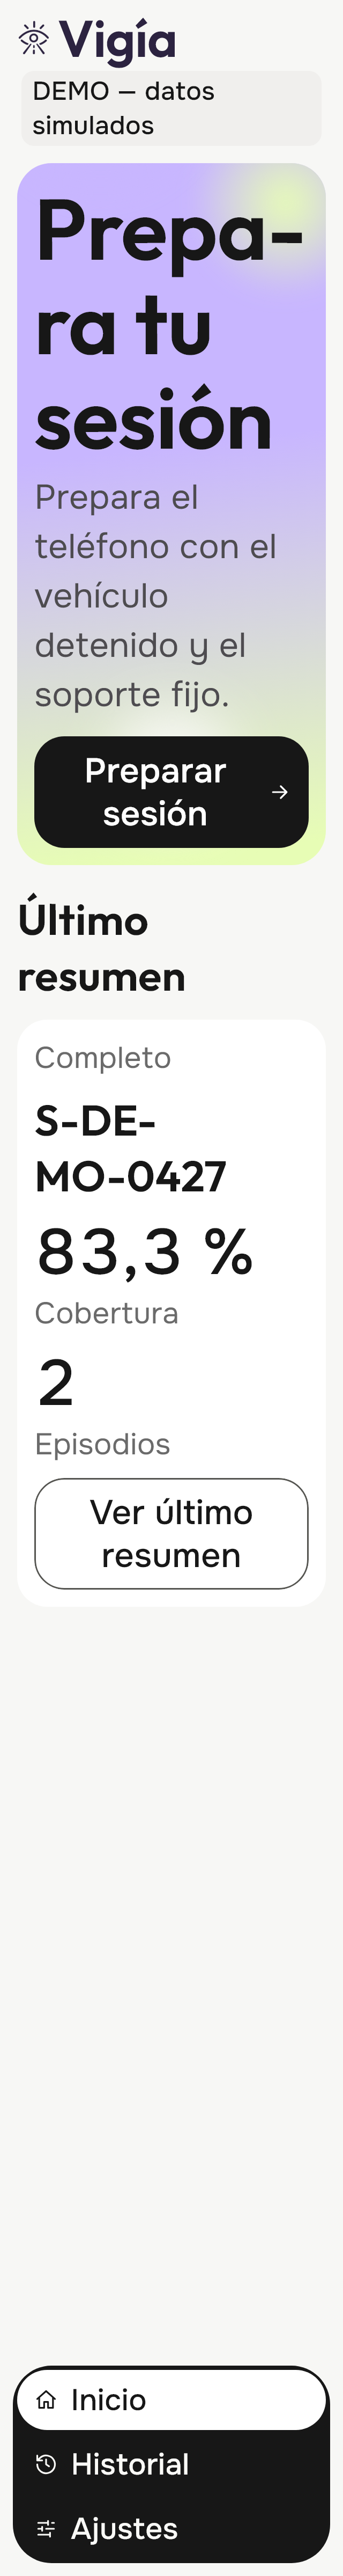 Vigía
DEMO — datos
simulados
Prepa-
ra tu
sesión
Prepara el
teléfono con el
vehículo
detenido y el
soporte fijo.
Preparar
sesión
Último
resumen
Completo
S-DE-
MO-0427
83,3 %
Cobertura
2
Episodios
Ver último
resumen
Inicio
Historial
Ajustes